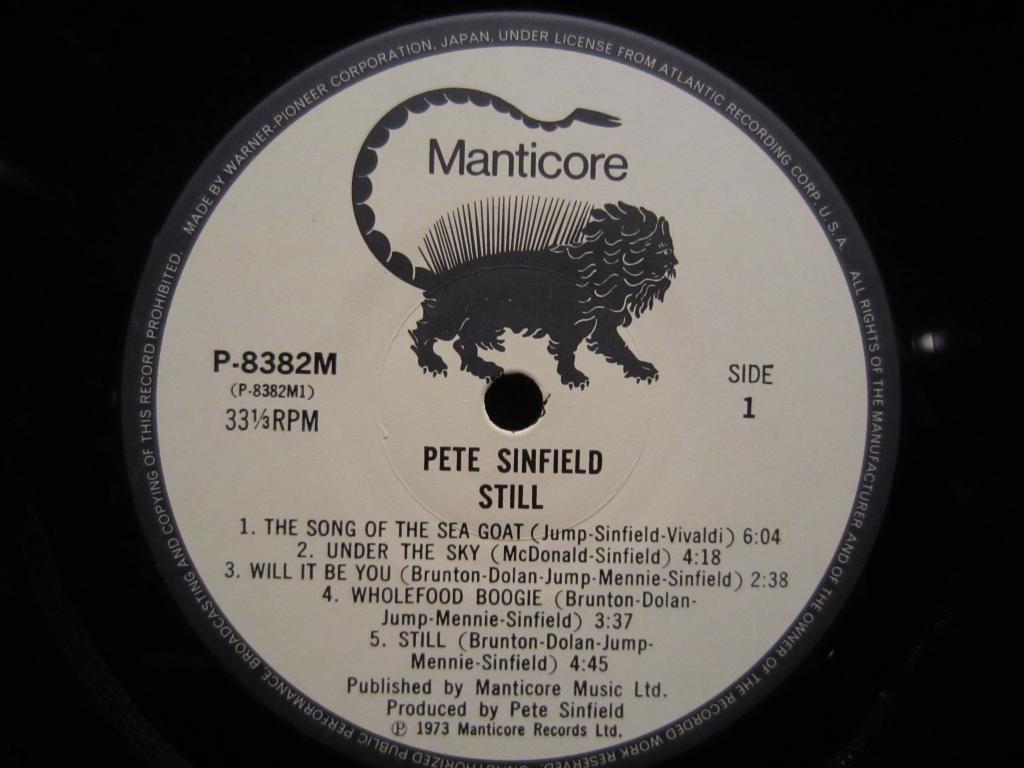 MADE BY WARNER-PIONEER CORPORATION, JAPAN, UNDER LICENSE FROM ATLANTIC RECORDING CORP. U.S.A. ALL RIGHTS OF THE MANUFACTURER AND OF THE OWNER OF THE RECORDED WORK RESERVED. UNAUTHORIZED PUBLIC PERFORMANCE, BROADCASTING AND COPYING OF THIS RECORD PROHIBITED.
Manticore
P-8382M
(P-8382M1)
33⅓RPM
SIDE
1
PETE SINFIELD
STILL
1. THE SONG OF THE SEA GOAT (Jump-Sinfield-Vivaldi) 6:04
2. UNDER THE SKY (McDonald-Sinfield) 4:18
3. WILL IT BE YOU (Brunton-Dolan-Jump-Mennie-Sinfield) 2:38
4. WHOLEFOOD BOOGIE (Brunton-Dolan-
Jump-Mennie-Sinfield) 3:37
5. STILL (Brunton-Dolan-Jump-
Mennie-Sinfield) 4:45
Published by Manticore Music Ltd.
Produced by Pete Sinfield
Ⓟ 1973 Manticore Records Ltd.